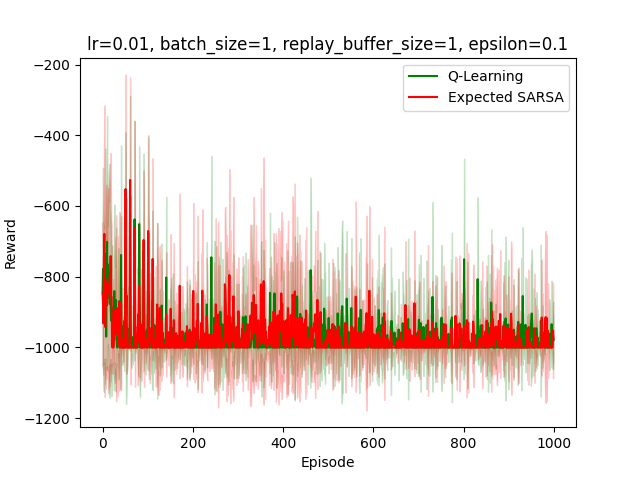 lr=0.01, batch_size=1, replay_buffer_size=1, epsilon=0.1
Q-Learning
Expected SARSA
−200
−400
−600
−800
−1000
−1200
Reward
0 200 400 600 800 1000
Episode